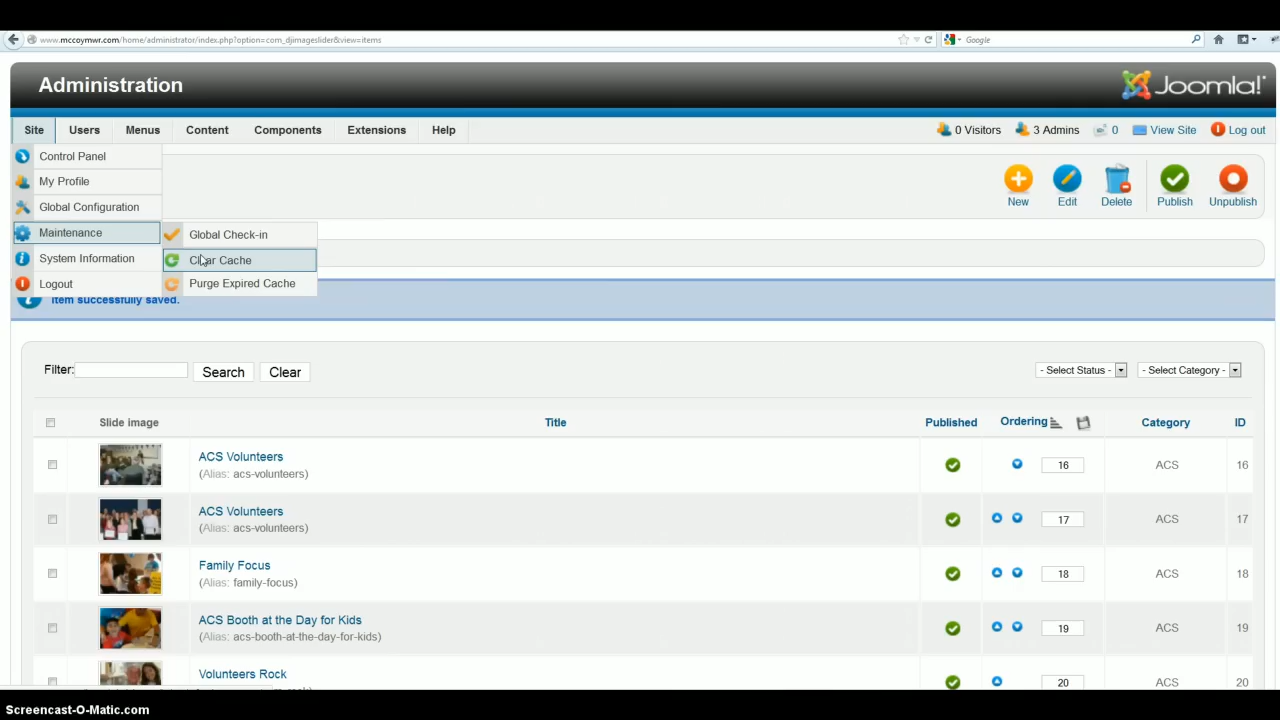 www.mccoymwr.com/home/administrator/index.php?option=com_djimageslider&view=items
Google
Administration
Joomla!
Site Users Menus Content Components Extensions Help
0 Visitors 3 Admins 0 View Site Log out
Control Panel
My Profile
Global Configuration
Maintenance
System Information
Logout
Global Check-in
Clear Cache
Purge Expired Cache
New Edit Delete Publish Unpublish
Item successfully saved.
Filter: Search Clear
- Select Status - - Select Category -
Slide image Title Published Ordering Category ID
ACS Volunteers
(Alias: acs-volunteers)
16 ACS 16
ACS Volunteers
(Alias: acs-volunteers)
17 ACS 17
Family Focus
(Alias: family-focus)
18 ACS 18
ACS Booth at the Day for Kids
(Alias: acs-booth-at-the-day-for-kids)
19 ACS 19
Volunteers Rock
20 ACS 20
Screencast-O-Matic.com